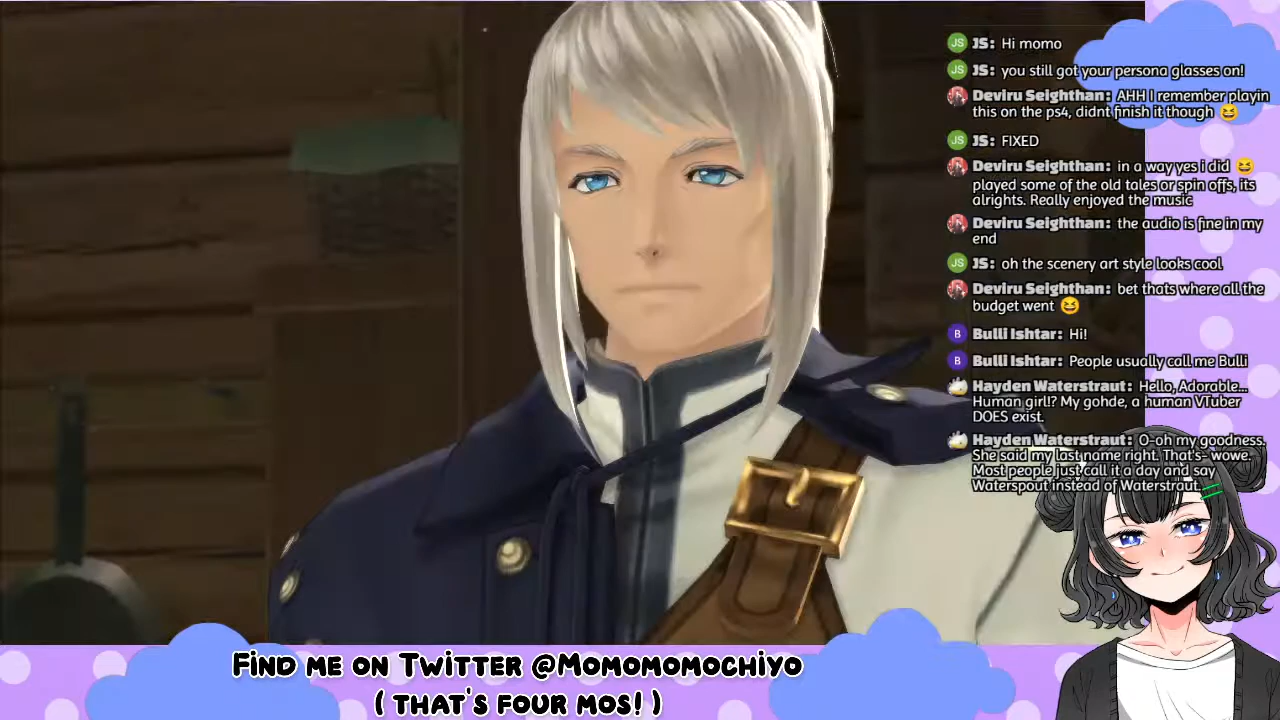 JS JS: Hi momo
JS JS: you still got your persona glasses on!
Deviru Seighthan: AHH I remember playin
this on the ps4, didnt finish it though 😆
JS JS: FIXED
Deviru Seighthan: in a way yes i did 😆
played some of the old tales or spin offs, its
alrights. Really enjoyed the music
Deviru Seighthan: the audio is fine in my
end
JS JS: oh the scenery art style looks cool
Deviru Seighthan: bet thats where all the
budget went 😆
B Bulli Ishtar: Hi!
B Bulli Ishtar: People usually call me Bulli
Hayden Waterstraut: Hello, Adorable...
Human girl!? My gohde, a human VTuber
DOES exist.
Hayden Waterstraut: O-oh my goodness.
She said my last name right. That's- wowe.
Most people just call it a day and say
Waterspout instead of Waterstraut.
Find me on Twitter @Momomomochiyo
( that's four mos! )